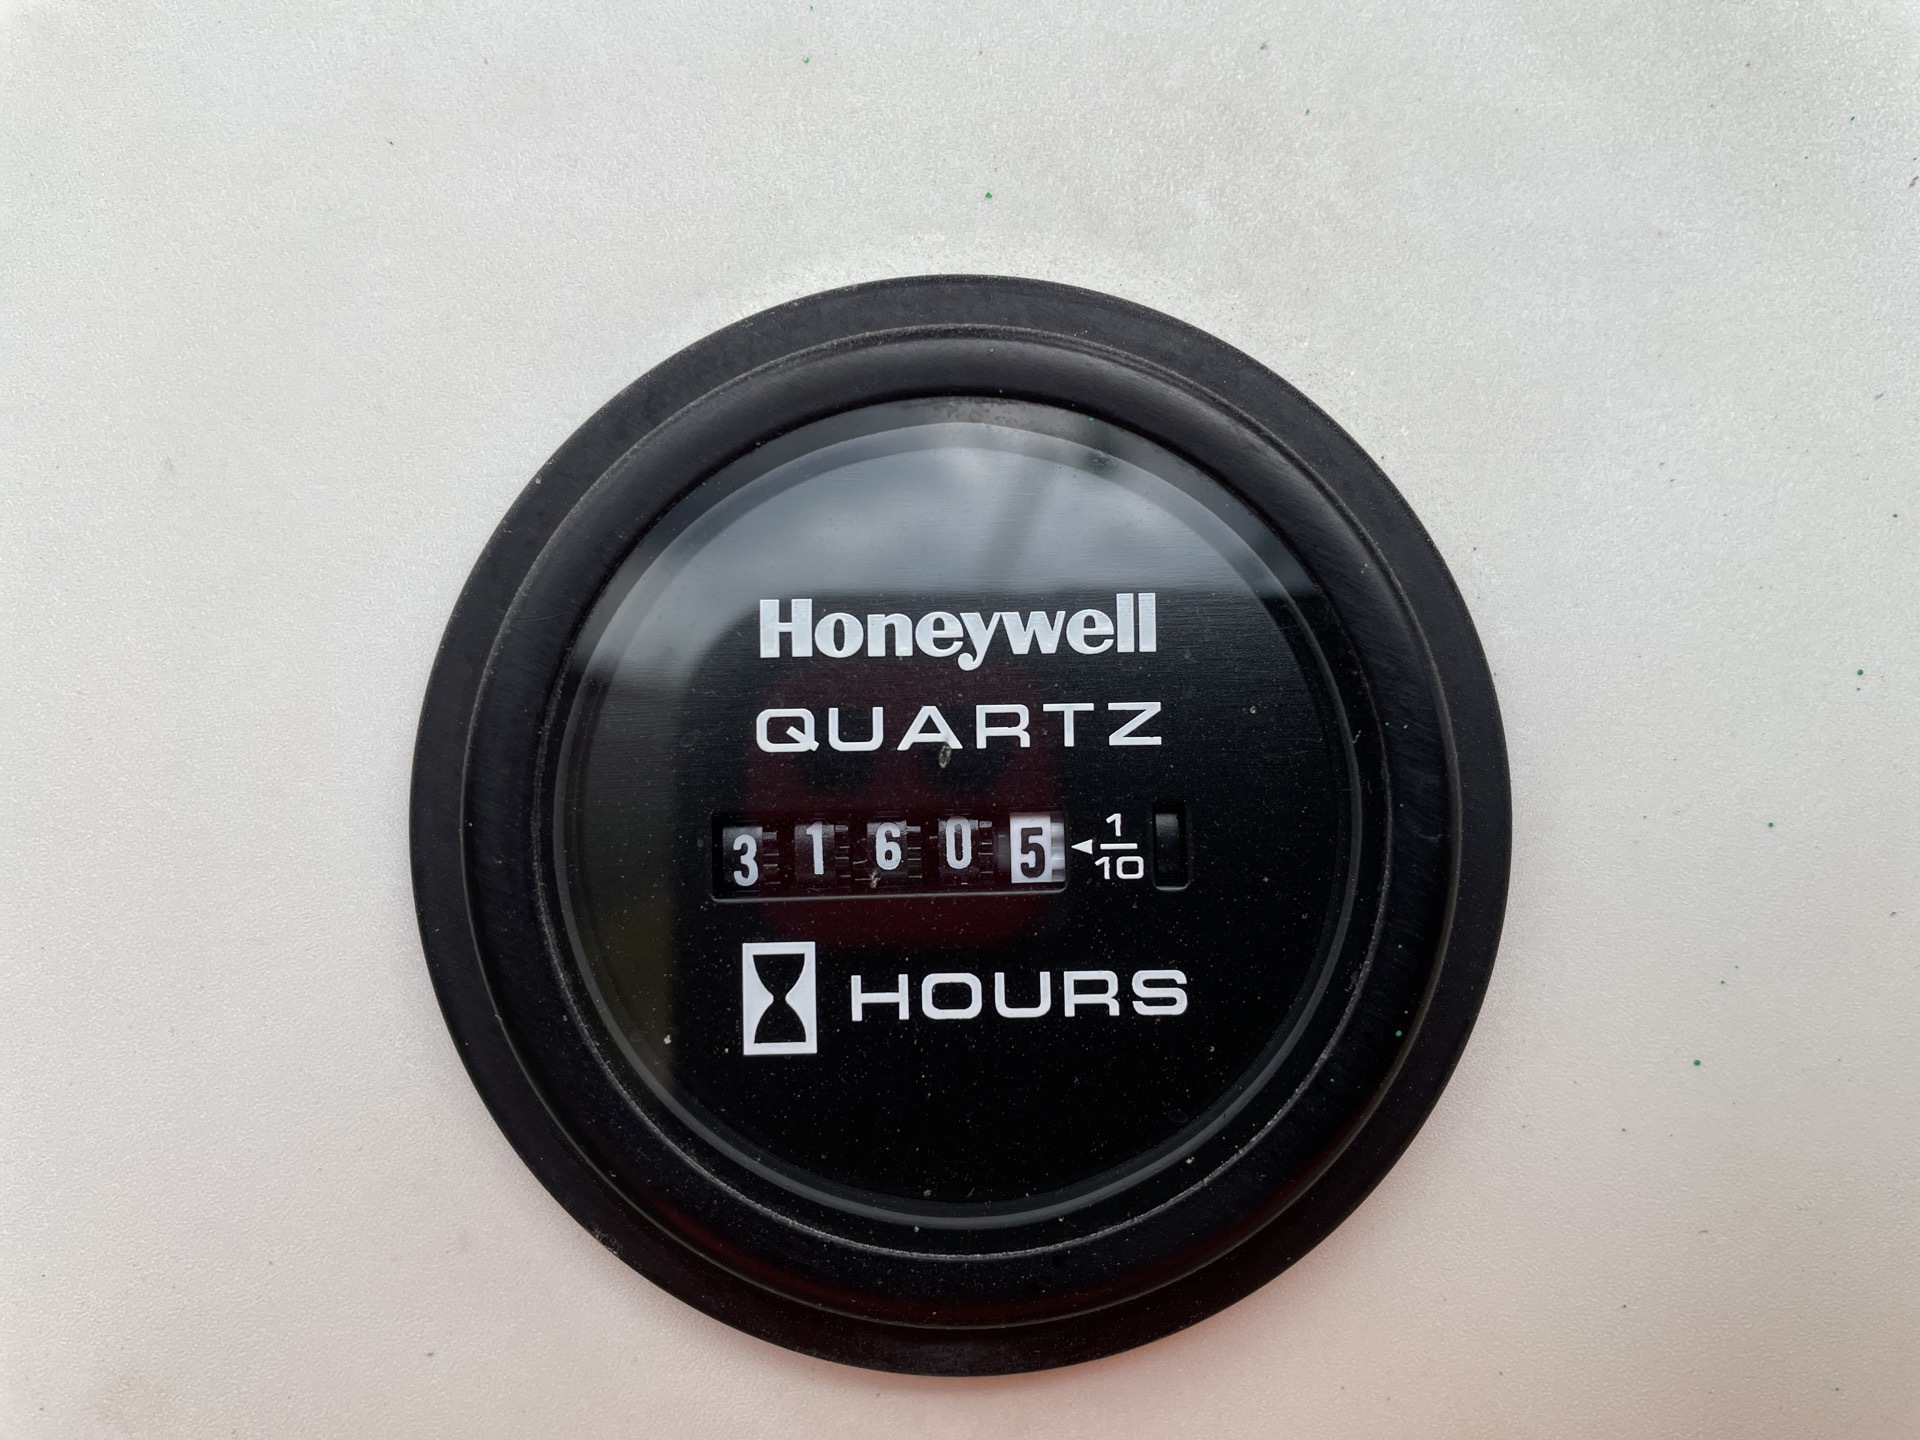 Honeywell
QUARTZ
31605 ◄ 1/10
HOURS